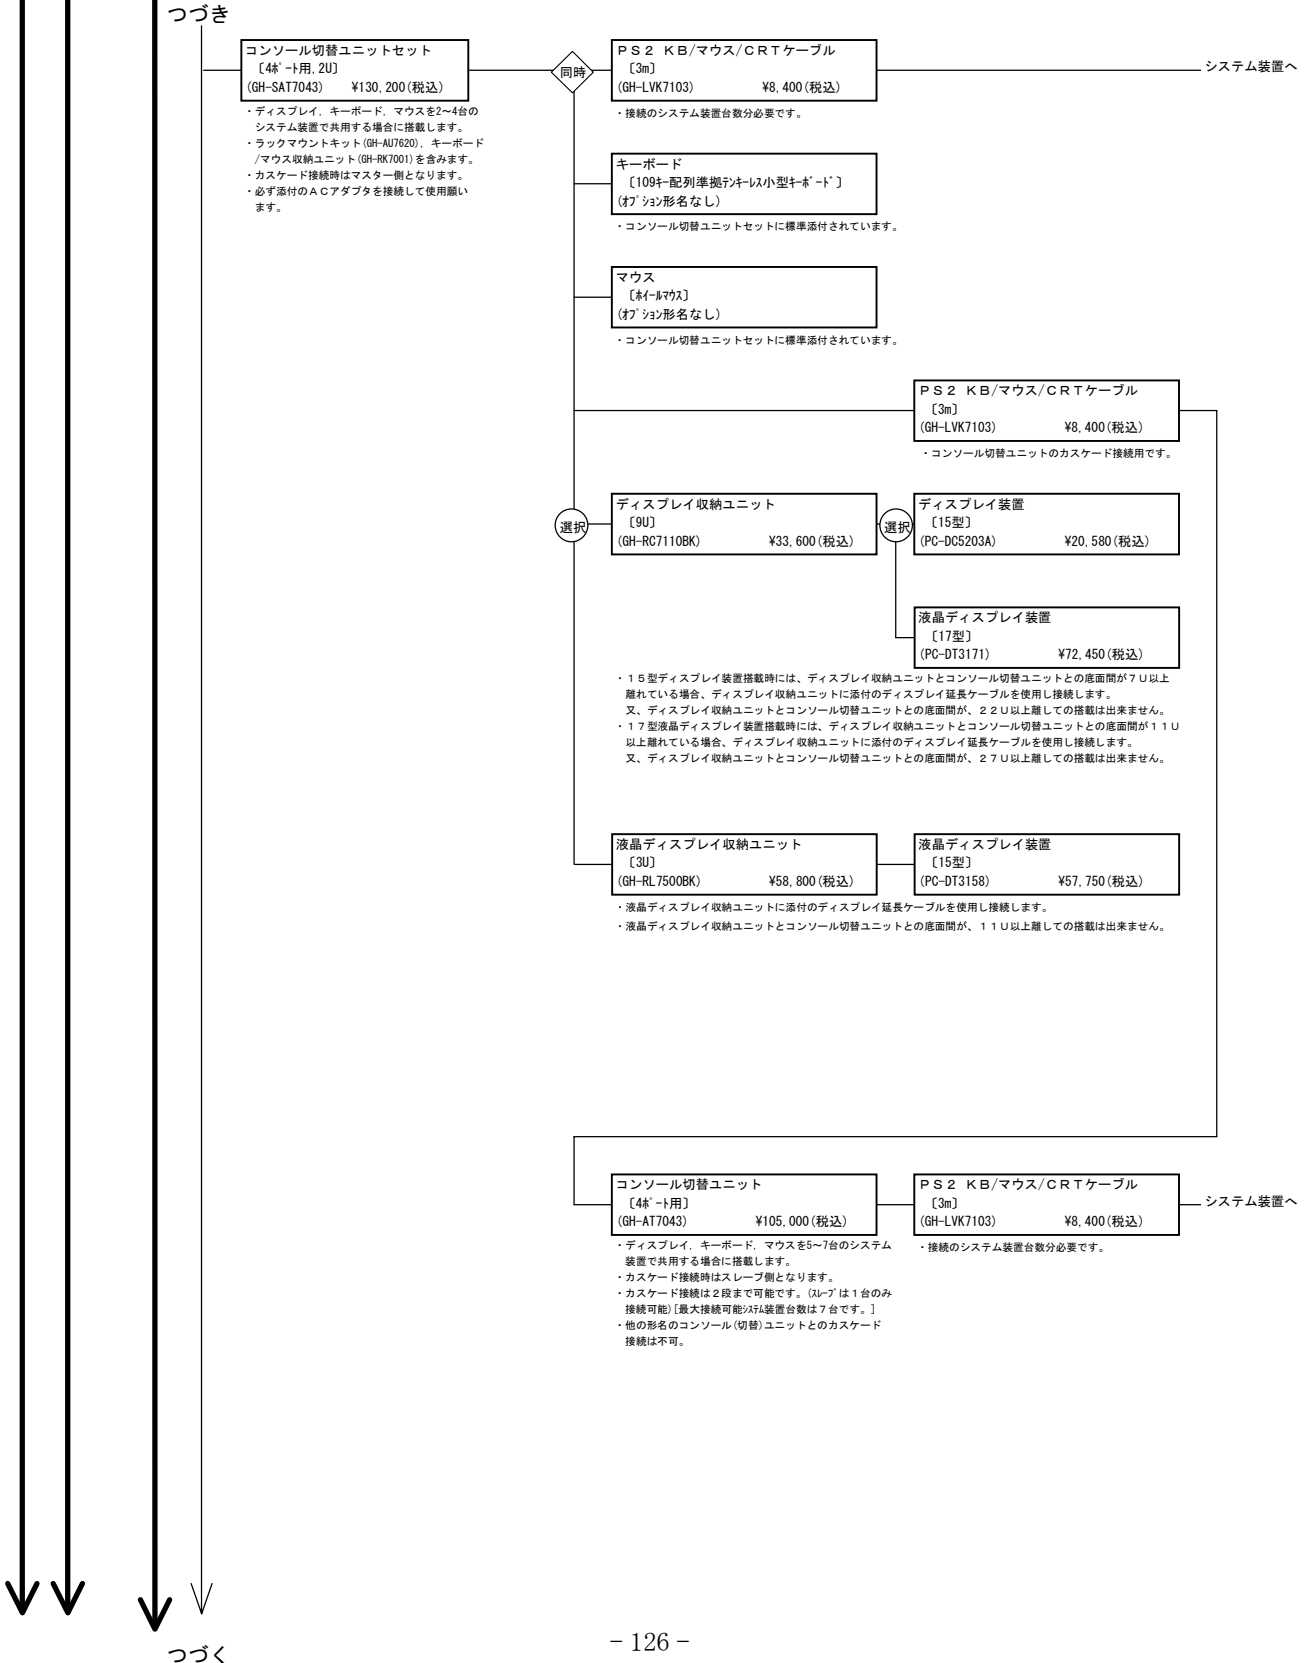 つづき
コンソール切替ユニットセット
〔4ﾎﾟｰﾄ用,2U〕
(GH-SAT7043) ¥130,200(税込)
・ディスプレイ, キーボード, マウスを2～4台の
システム装置で共用する場合に搭載します。
・ラックマウントキット(GH-AU7620), キーボード
/マウス収納ユニット(GH-RK7001)を含みます。
・カスケード接続時はマスター側となります。
・必ず添付のＡＣアダプタを接続して使用願い
ます。
同時
ＰＳ２ ＫＢ/マウス/ＣＲＴケーブル
〔3m〕
(GH-LVK7103) ¥8,400(税込)
・接続のシステム装置台数分必要です。
システム装置へ
キーボード
〔109ｷｰ配列準拠ﾃﾝｷｰﾚｽ小型ｷｰﾎﾞｰﾄﾞ〕
(ｵﾌﾟｼｮﾝ形名なし)
・コンソール切替ユニットセットに標準添付されています。
マウス
〔ﾎｲｰﾙﾏｳｽ〕
(ｵﾌﾟｼｮﾝ形名なし)
・コンソール切替ユニットセットに標準添付されています。
ＰＳ２ ＫＢ/マウス/ＣＲＴケーブル
〔3m〕
(GH-LVK7103) ¥8,400(税込)
・コンソール切替ユニットのカスケード接続用です。
選択
ディスプレイ収納ユニット
〔9U〕
(GH-RC7110BK) ¥33,600(税込)
選択
ディスプレイ装置
〔15型〕
(PC-DC5203A) ¥20,580(税込)
液晶ディスプレイ装置
〔17型〕
(PC-DT3171) ¥72,450(税込)
・１５型ディスプレイ装置搭載時には、ディスプレイ収納ユニットとコンソール切替ユニットとの底面間が７Ｕ以上
離れている場合、ディスプレイ収納ユニットに添付のディスプレイ延長ケーブルを使用し接続します。
又、ディスプレイ収納ユニットとコンソール切替ユニットとの底面間が、２２Ｕ以上離しての搭載は出来ません。
・１７型液晶ディスプレイ装置搭載時には、ディスプレイ収納ユニットとコンソール切替ユニットとの底面間が１１Ｕ
以上離れている場合、ディスプレイ収納ユニットに添付のディスプレイ延長ケーブルを使用し接続します。
又、ディスプレイ収納ユニットとコンソール切替ユニットとの底面間が、２７Ｕ以上離しての搭載は出来ません。
液晶ディスプレイ収納ユニット
〔3U〕
(GH-RL7500BK) ¥58,800(税込)
液晶ディスプレイ装置
〔15型〕
(PC-DT3158) ¥57,750(税込)
・液晶ディスプレイ収納ユニットに添付のディスプレイ延長ケーブルを使用し接続します。
・液晶ディスプレイ収納ユニットとコンソール切替ユニットとの底面間が、１１Ｕ以上離しての搭載は出来ません。
コンソール切替ユニット
〔4ﾎﾟｰﾄ用〕
(GH-AT7043) ¥105,000(税込)
・ディスプレイ, キーボード, マウスを5～7台のシステム
装置で共用する場合に搭載します。
・カスケード接続時はスレーブ側となります。
・カスケード接続は２段まで可能です。(ｽﾚｰﾌﾞは１台のみ
接続可能)[最大接続可能ｼｽﾃﾑ装置台数は７台です。]
・他の形名のコンソール(切替)ユニットとのカスケード
接続は不可。
ＰＳ２ ＫＢ/マウス/ＣＲＴケーブル
〔3m〕
(GH-LVK7103) ¥8,400(税込)
・接続のシステム装置台数分必要です。
システム装置へ
つづく
－126－